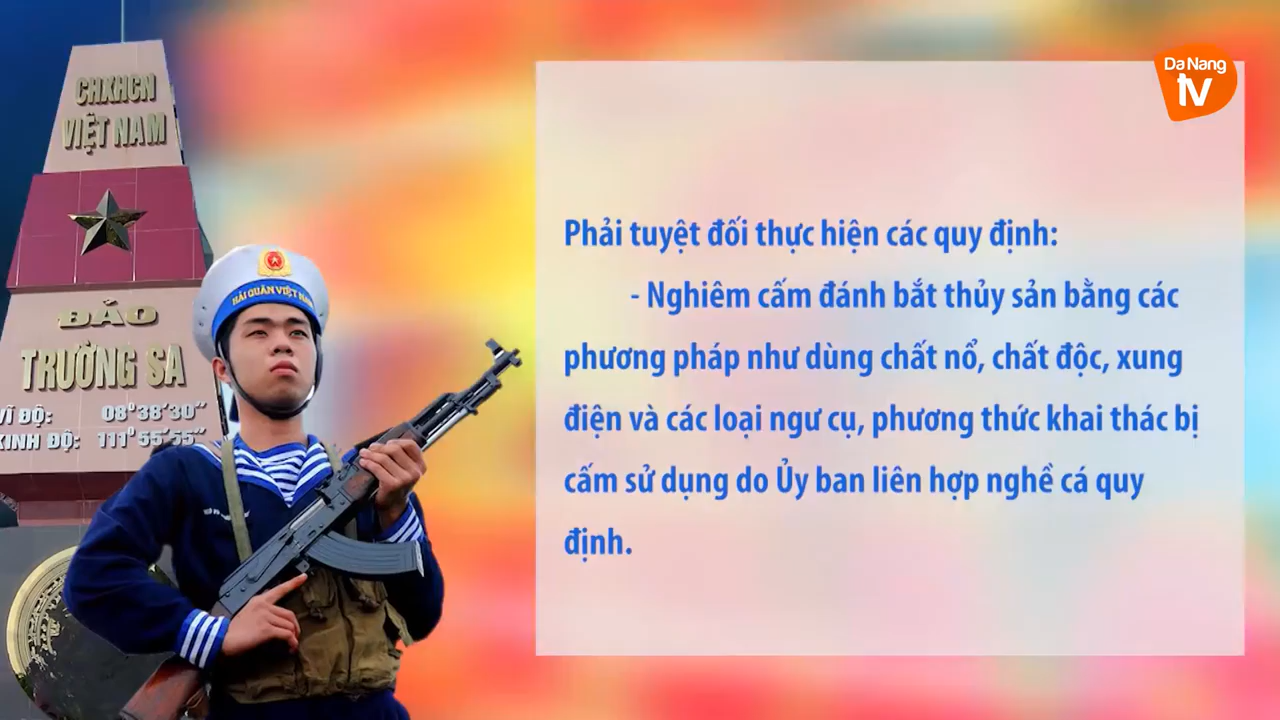 CHXHCN
VIỆT NAM
ĐẢO
TRƯỜNG SA
VĨ ĐỘ: 08°38'30"
KINH ĐỘ: 111°55'55"
HẢI QUÂN VIỆT NAM
Da Nang
tv
Phải tuyệt đối thực hiện các quy định:
- Nghiêm cấm đánh bắt thủy sản bằng các
phương pháp như dùng chất nổ, chất độc, xung
điện và các loại ngư cụ, phương thức khai thác bị
cấm sử dụng do Ủy ban liên hợp nghề cá quy
định.